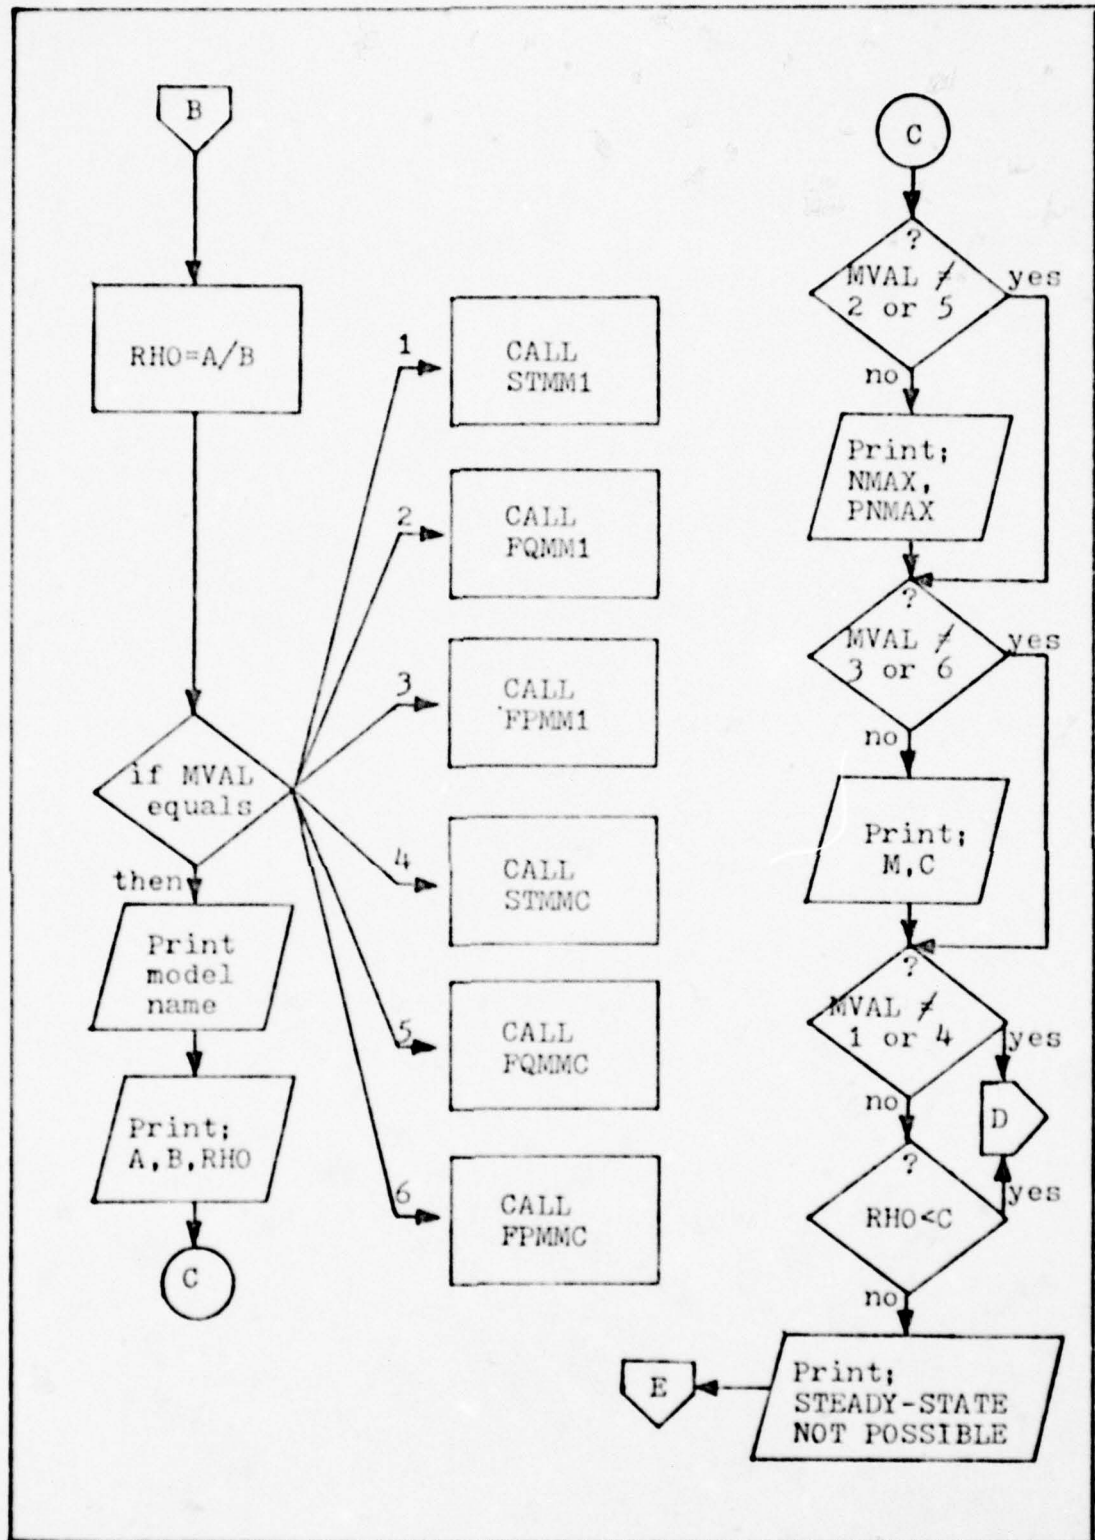 B
RHO=A/B
if MVAL
equals
then
Print
model
name
Print;
A,B,RHO
C
1
CALL
STMM1
2
CALL
FQMM1
3
CALL
FPMM1
4
CALL
STMMC
5
CALL
FQMMC
6
CALL
FPMMC
C
?
MVAL ≠
2 or 5
yes
no
Print;
NMAX,
PNMAX
?
MVAL ≠
3 or 6
yes
no
Print;
M,C
?
MVAL ≠
1 or 4
yes
no
D
?
RHO<C
yes
no
Print;
STEADY-STATE
NOT POSSIBLE
E